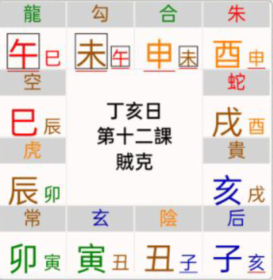 龍 勾 合 朱
午巳 未午 申未 酉申
空 蛇
巳辰 丁亥日 戌酉
第十二課
虎 賊克 貴
辰卯 亥戌
常 玄 陰 后
卯寅 寅丑 丑子 子亥